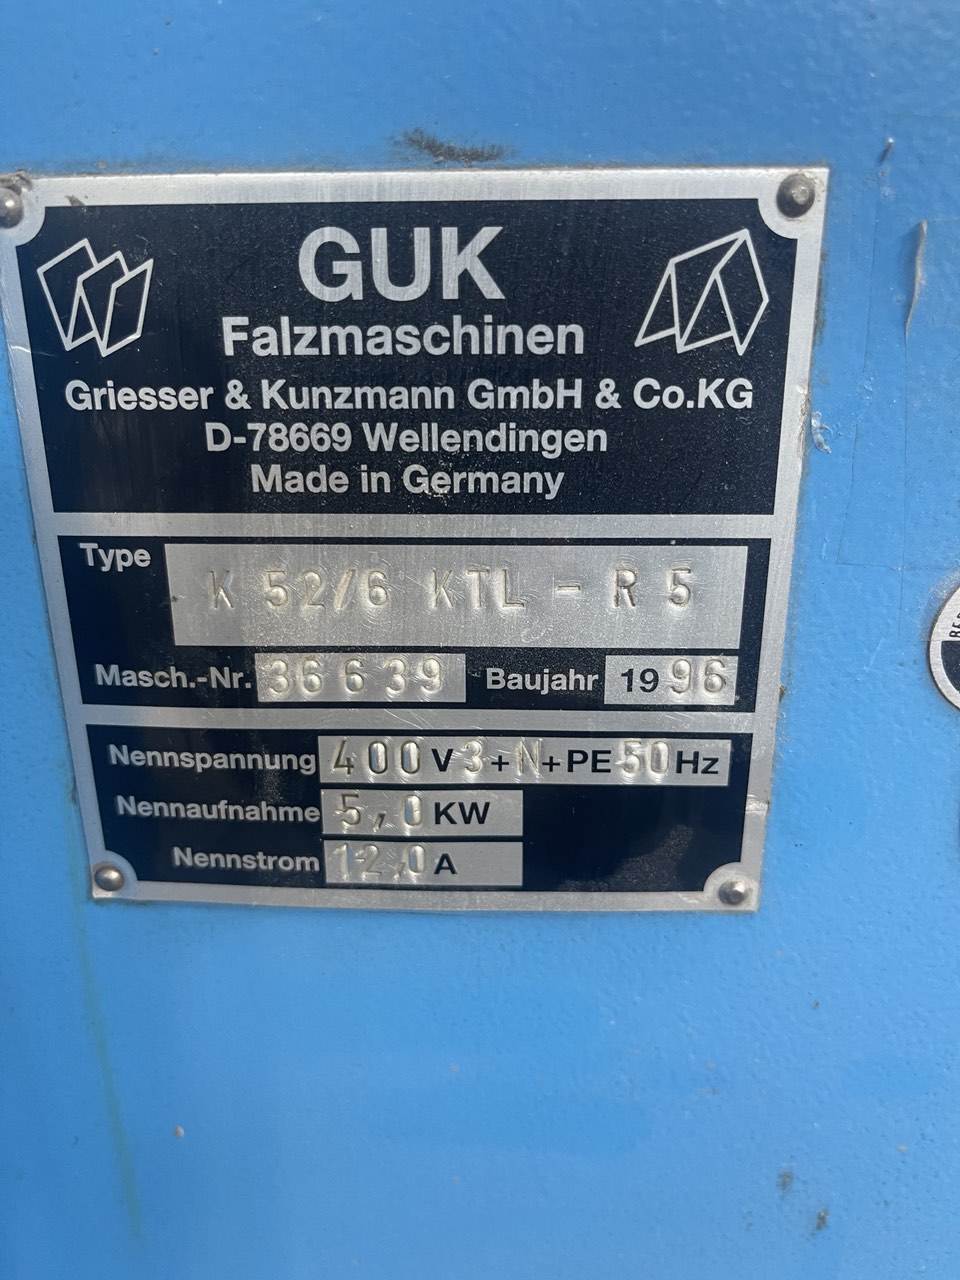 GUK
Falzmaschinen
Griesser & Kunzmann GmbH & Co.KG
D-78669 Wellendingen
Made in Germany
Type K 52/6 KTL - R 5
Masch.-Nr. 36639 Baujahr 1996
Nennspannung 400 V 3+N+PE 50 Hz
Nennaufnahme 5,0 KW
Nennstrom 12,0 A